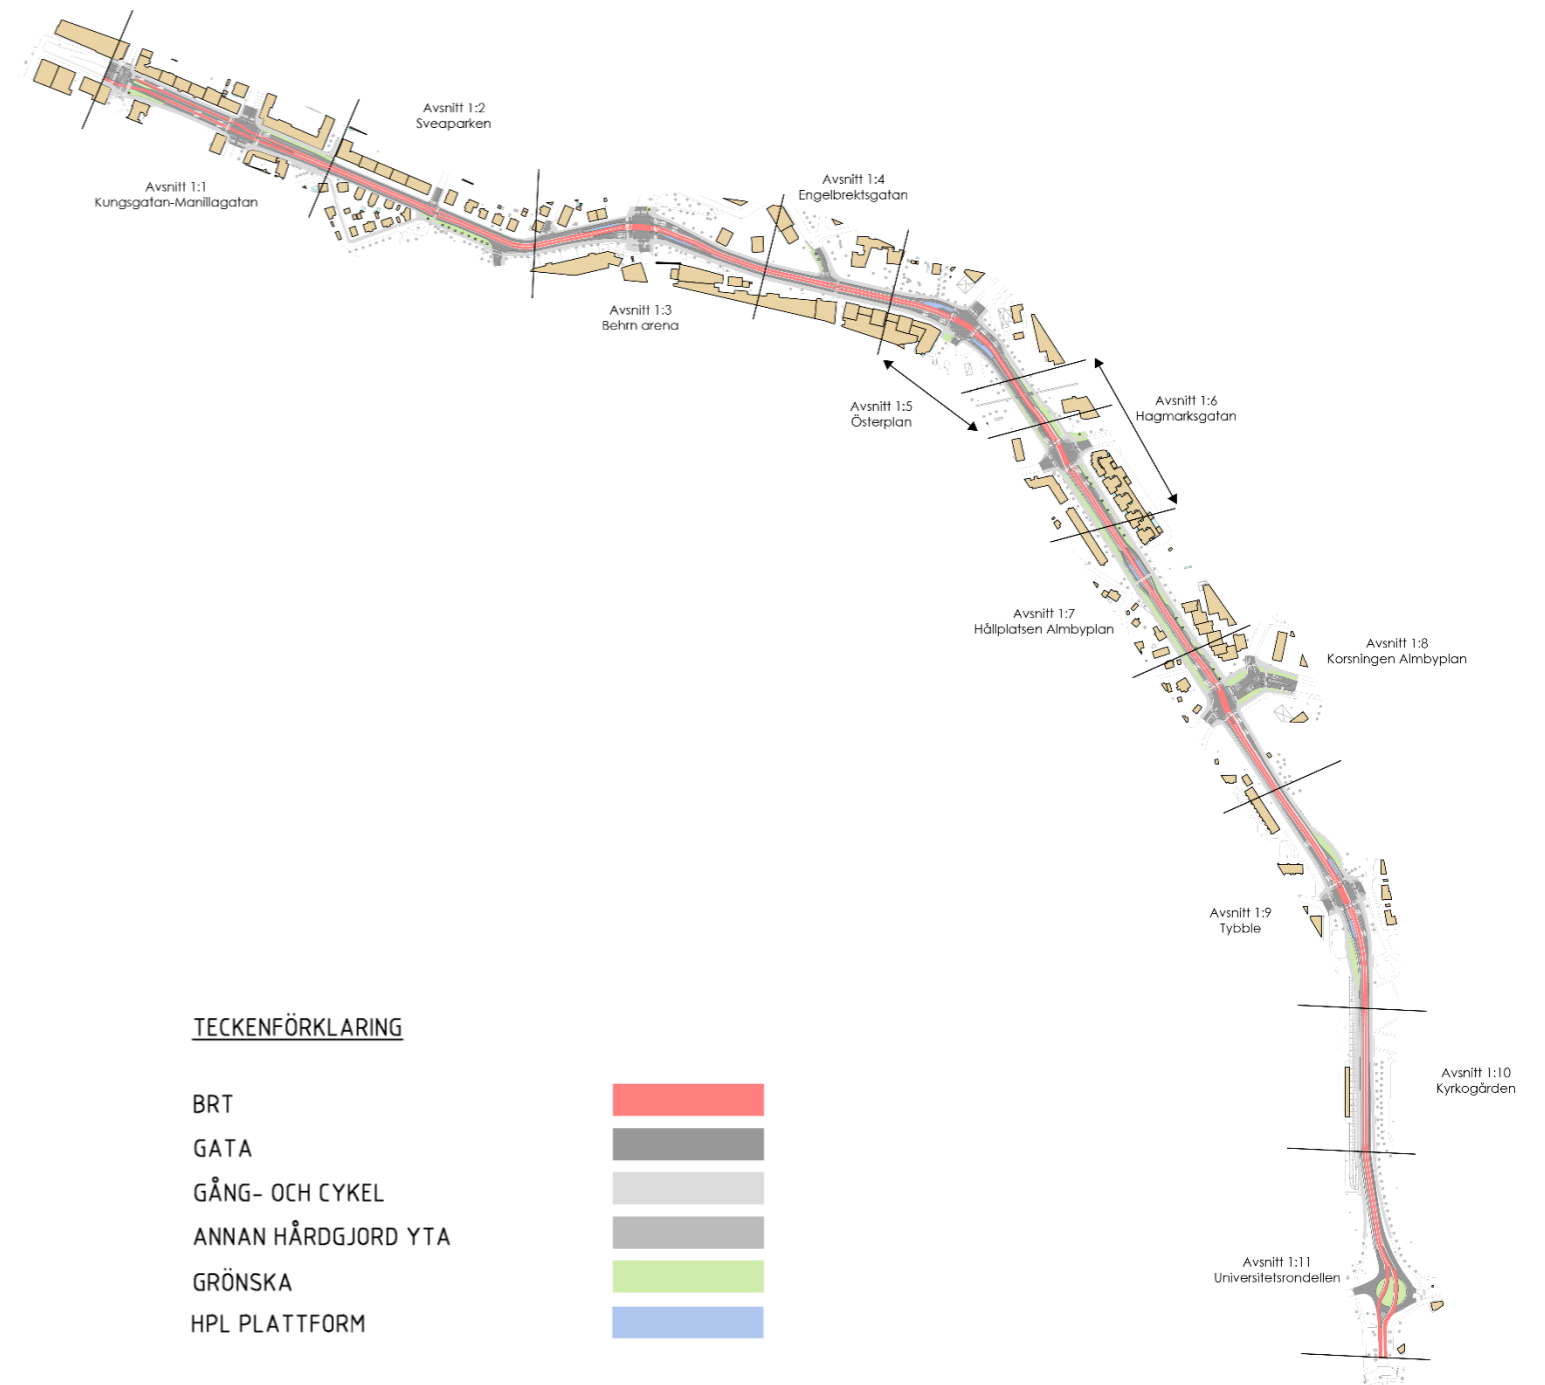 Avsnitt 1:1
Kungsgatan-Manillagatan
Avsnitt 1:2
Sveaparken
Avsnitt 1:3
Behrn arena
Avsnitt 1:4
Engelbrektsgatan
Avsnitt 1:5
Österplan
Avsnitt 1:6
Hagmarksgatan
Avsnitt 1:7
Hållplatsen Almbyplan
Avsnitt 1:8
Korsningen Almbyplan
Avsnitt 1:9
Tybble
Avsnitt 1:10
Kyrkogården
Avsnitt 1:11
Universitetsrondellen
TECKENFÖRKLARING
BRT
GATA
GÅNG- OCH CYKEL
ANNAN HÅRDGJORD YTA
GRÖNSKA
HPL PLATTFORM